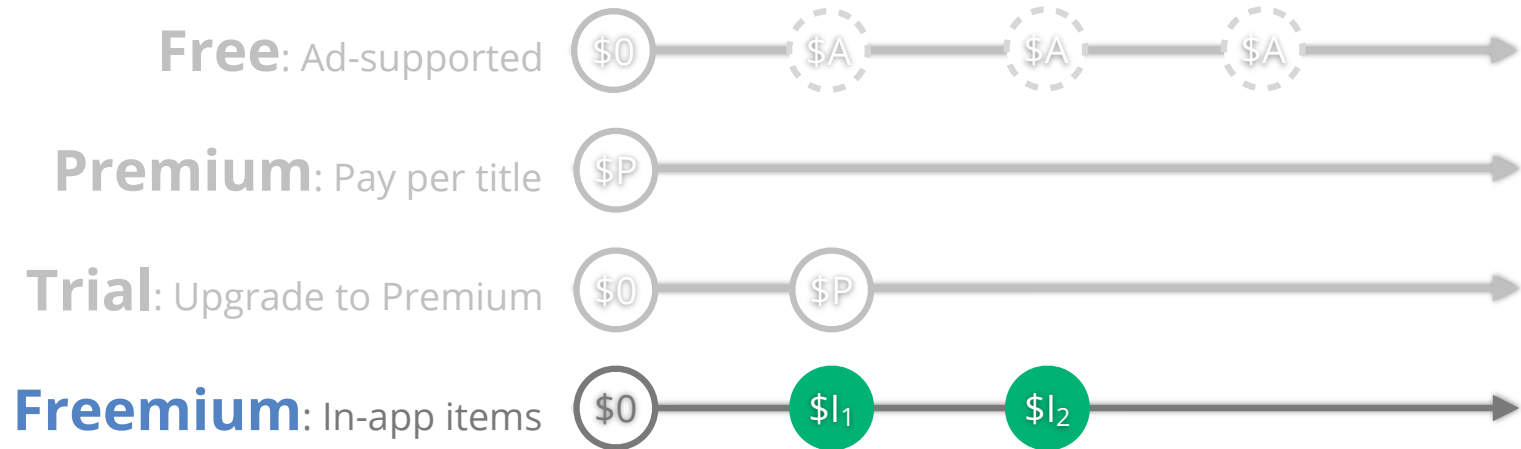 Free: Ad-supported $0 $A $A $A
Premium: Pay per title $P
Trial: Upgrade to Premium $0 $P
Freemium: In-app items $0 $I₁ $I₂